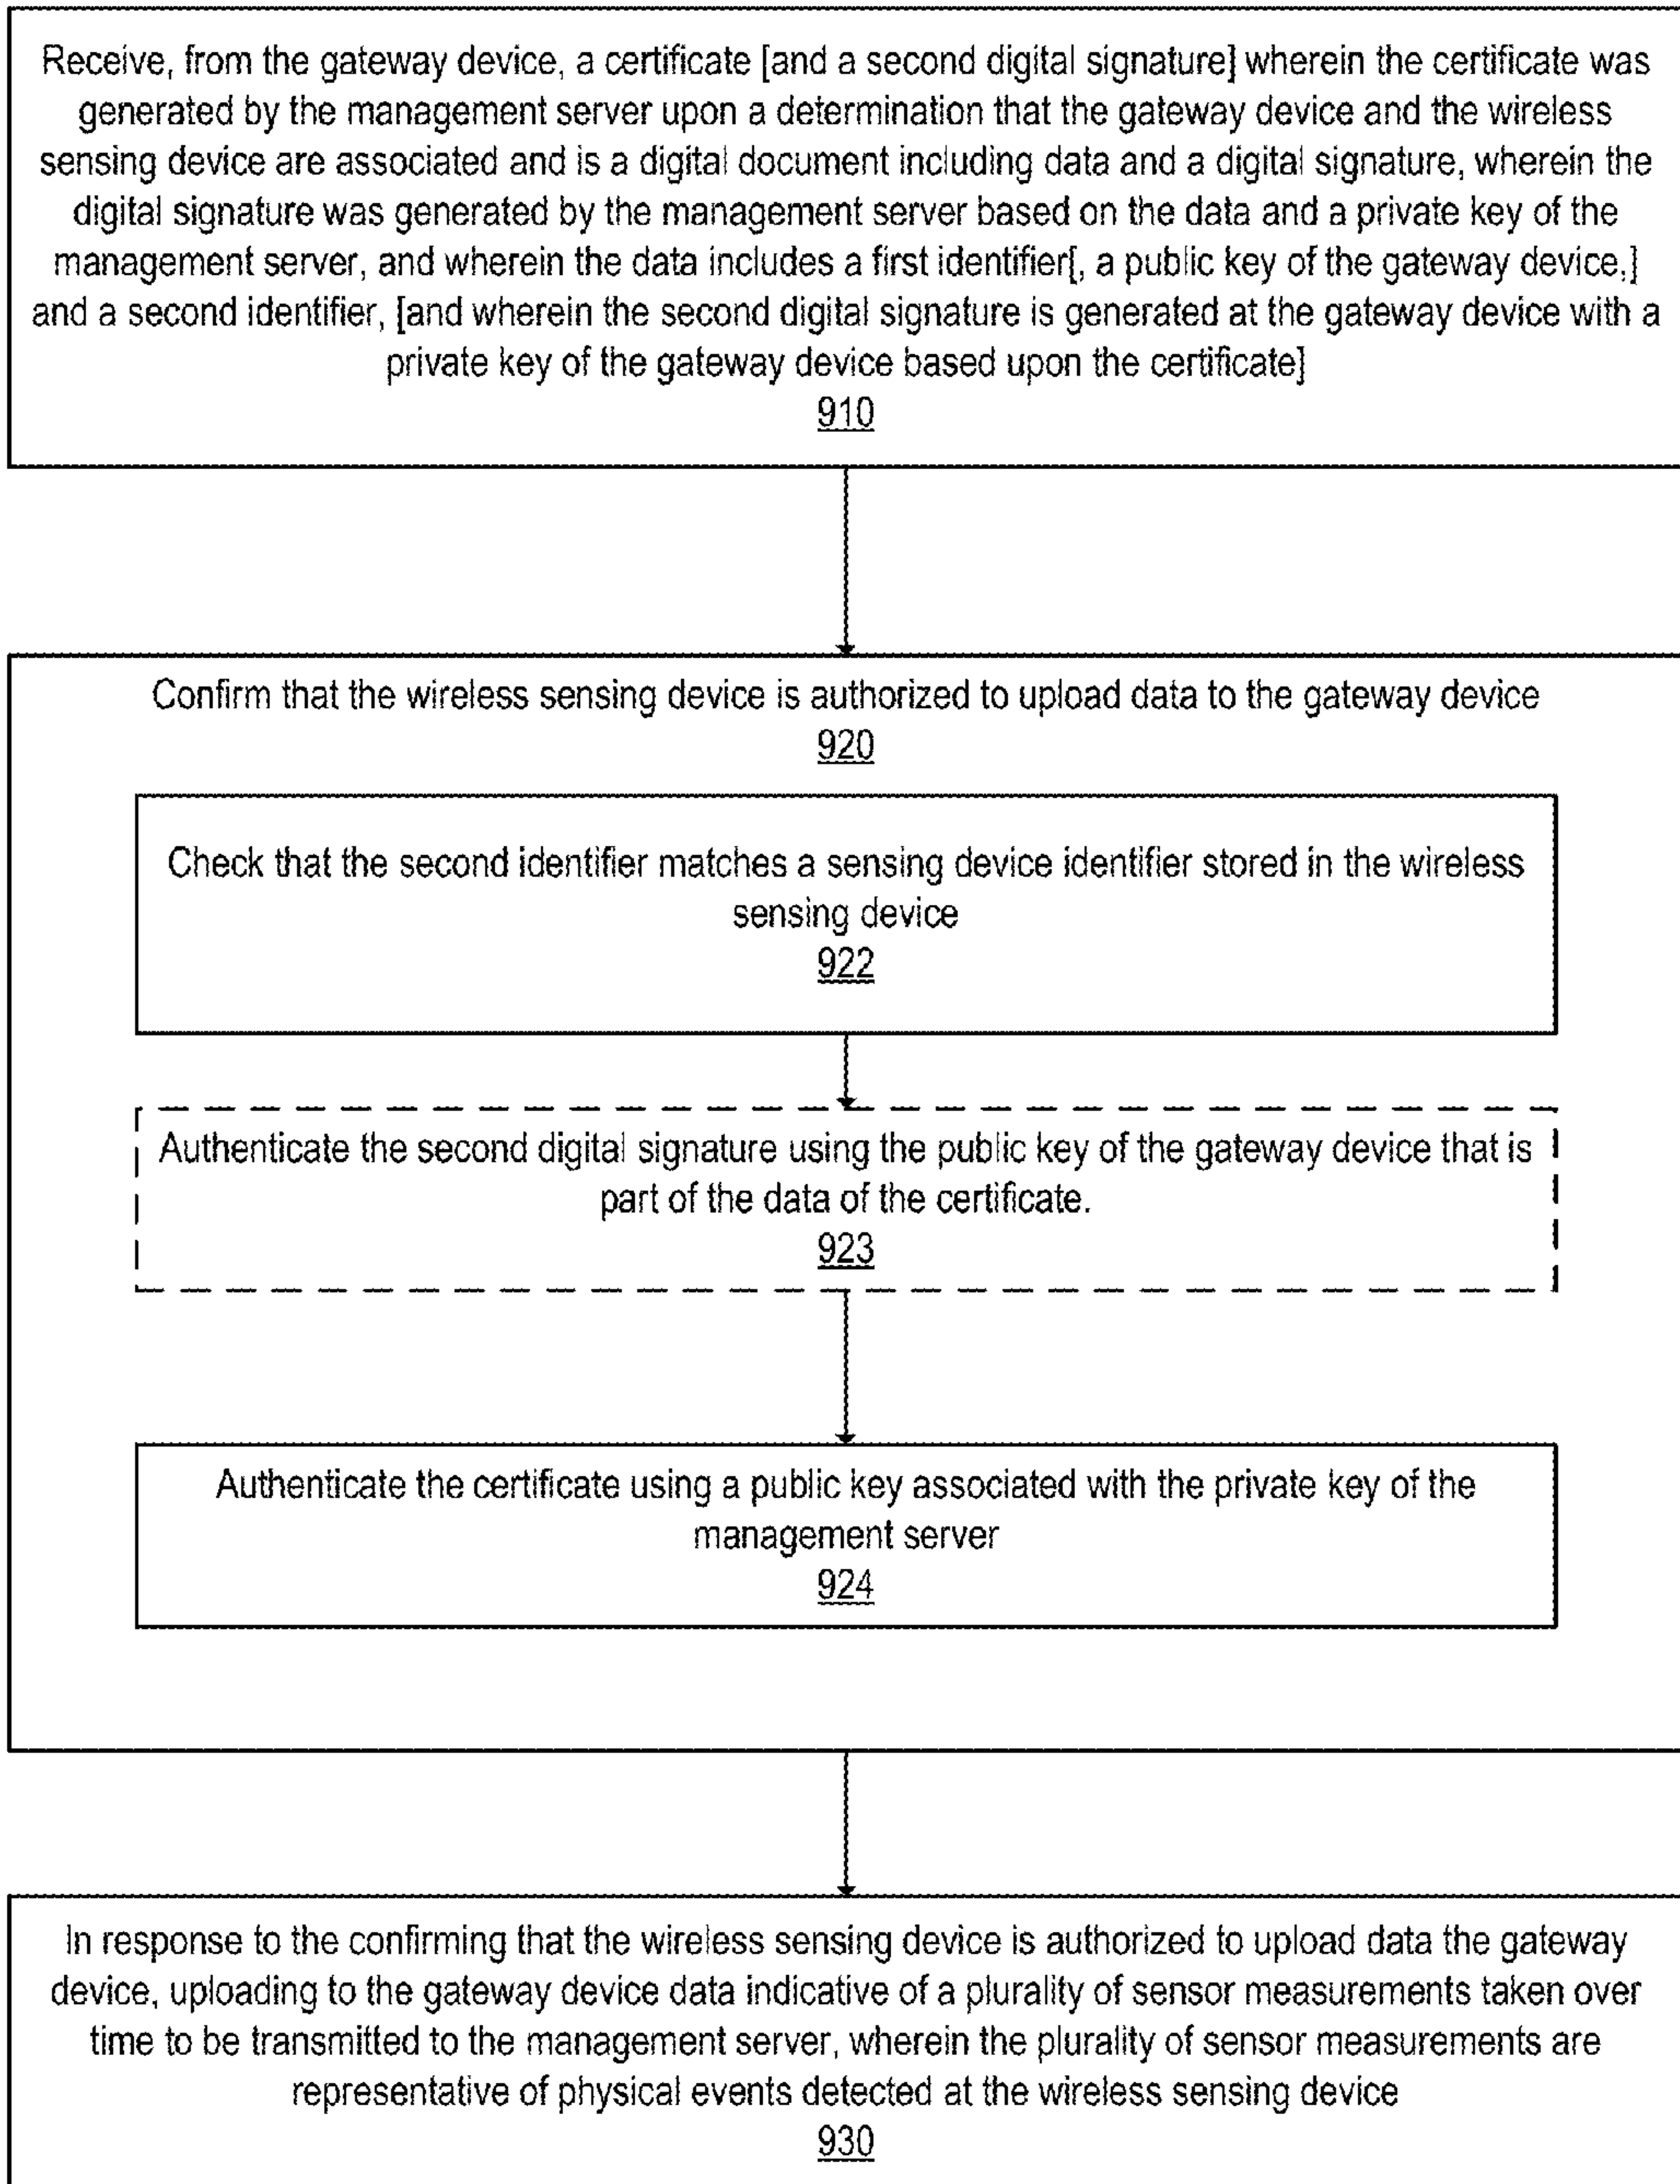 Receive, from the gateway device, a certificate [and a second digital signature] wherein the certificate was
generated by the management server upon a determination that the gateway device and the wireless
sensing device are associated and is a digital document including data and a digital signature, wherein the
digital signature was generated by the management server based on the data and a private key of the
management server, and wherein the data includes a first identifier[, a public key of the gateway device,]
and a second identifier, [and wherein the second digital signature is generated at the gateway device with a
private key of the gateway device based upon the certificate]
910
Confirm that the wireless sensing device is authorized to upload data to the gateway device
920
Check that the second identifier matches a sensing device identifier stored in the wireless
sensing device
922
Authenticate the second digital signature using the public key of the gateway device that is
part of the data of the certificate.
923
Authenticate the certificate using a public key associated with the private key of the
management server
924
In response to the confirming that the wireless sensing device is authorized to upload data the gateway
device, uploading to the gateway device data indicative of a plurality of sensor measurements taken over
time to be transmitted to the management server, wherein the plurality of sensor measurements are
representative of physical events detected at the wireless sensing device
930